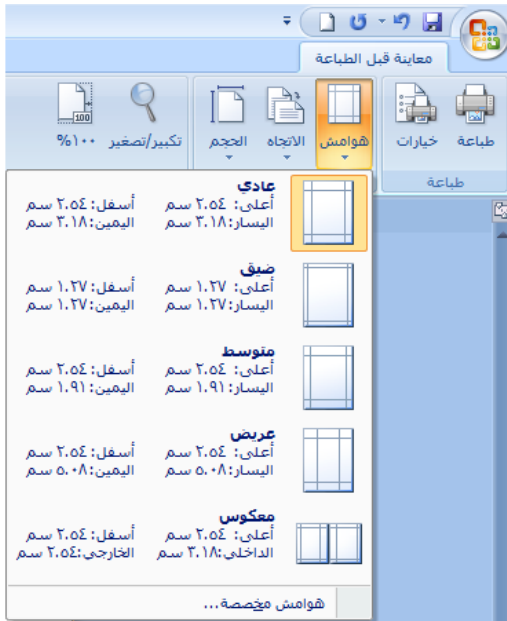 معاينة قبل الطباعة
طباعة
خيارات
هوامش
الاتجاه
الحجم
تكبير/تصغير
١٠٠%
100
طباعة
عادي
أعلى: ٢.٥٤ سم أسفل: ٢.٥٤ سم
اليسار: ٣.١٨ سم اليمين: ٣.١٨ سم
ضيق
أعلى: ١.٢٧ سم أسفل: ١.٢٧ سم
اليسار: ١.٢٧ سم اليمين: ١.٢٧ سم
متوسط
أعلى: ٢.٥٤ سم أسفل: ٢.٥٤ سم
اليسار: ١.٩١ سم اليمين: ١.٩١ سم
عريض
أعلى: ٢.٥٤ سم أسفل: ٢.٥٤ سم
اليسار: ٥.٠٨ سم اليمين: ٥.٠٨ سم
معكوس
أعلى: ٢.٥٤ سم أسفل: ٢.٥٤ سم
الداخلي: ٣.١٨ سم الخارجي: ٢.٥٤ سم
هوامش مخصصة...